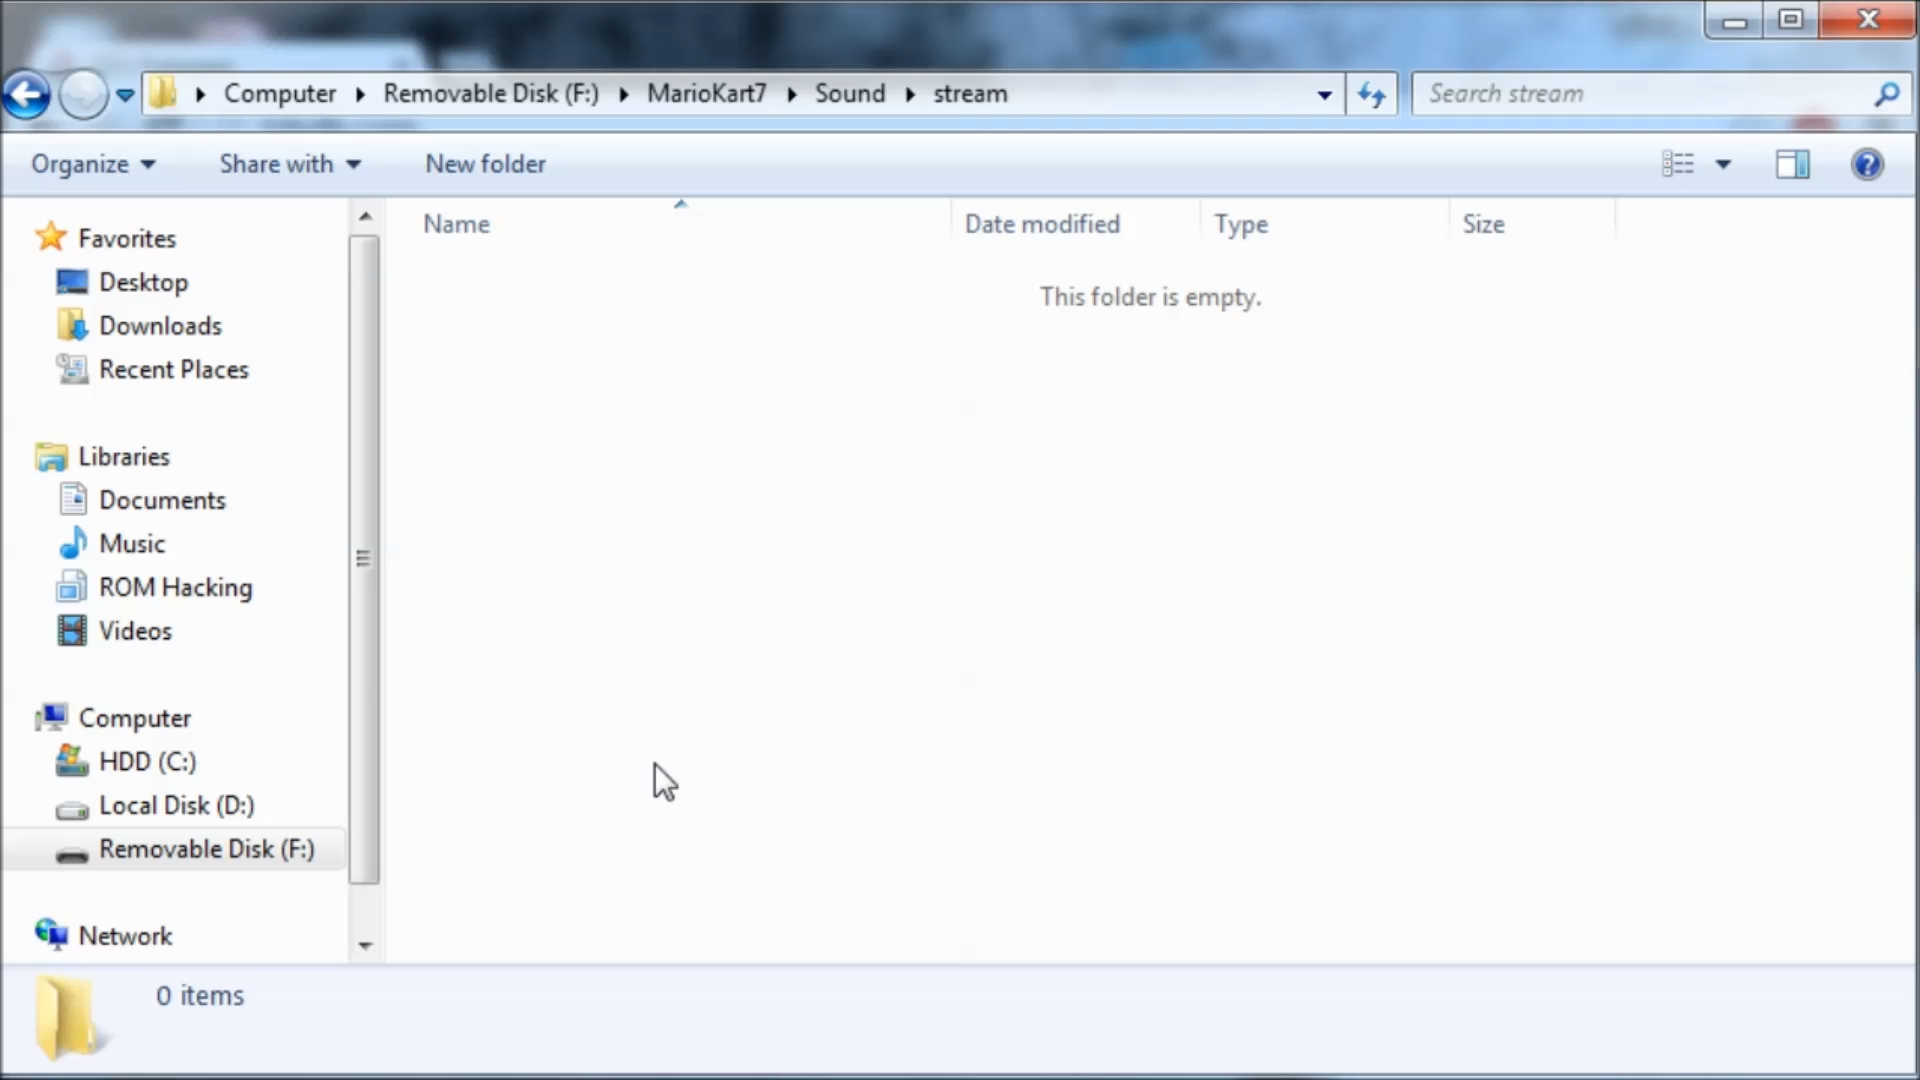 Computer Removable Disk (F:) MarioKart7 Sound stream
Search stream
Organize Share with New folder
Name Date modified Type Size
This folder is empty.
Favorites
Desktop
Downloads
Recent Places
Libraries
Documents
Music
ROM Hacking
Videos
Computer
HDD (C:)
Local Disk (D:)
Removable Disk (F:)
Network
0 items